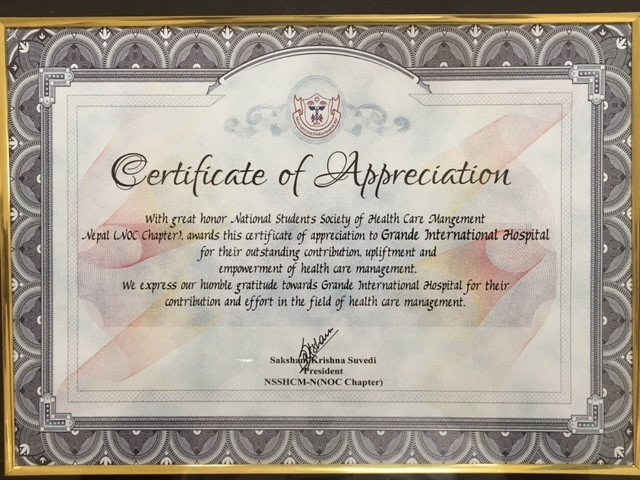 Certificate of Appreciation
With great honor National Students Society of Health Care Mangement
Nepal (NOC Chapter), awards this certificate of appreciation to Grande International Hospital
for their outstanding contribution, upliftment and
empowerment of health care management.
We express our humble gratitude towards Grande International Hospital for their
contribution and effort in the field of health care management.
Saksham Krishna Suvedi
President
NSSHCM-N(NOC Chapter)